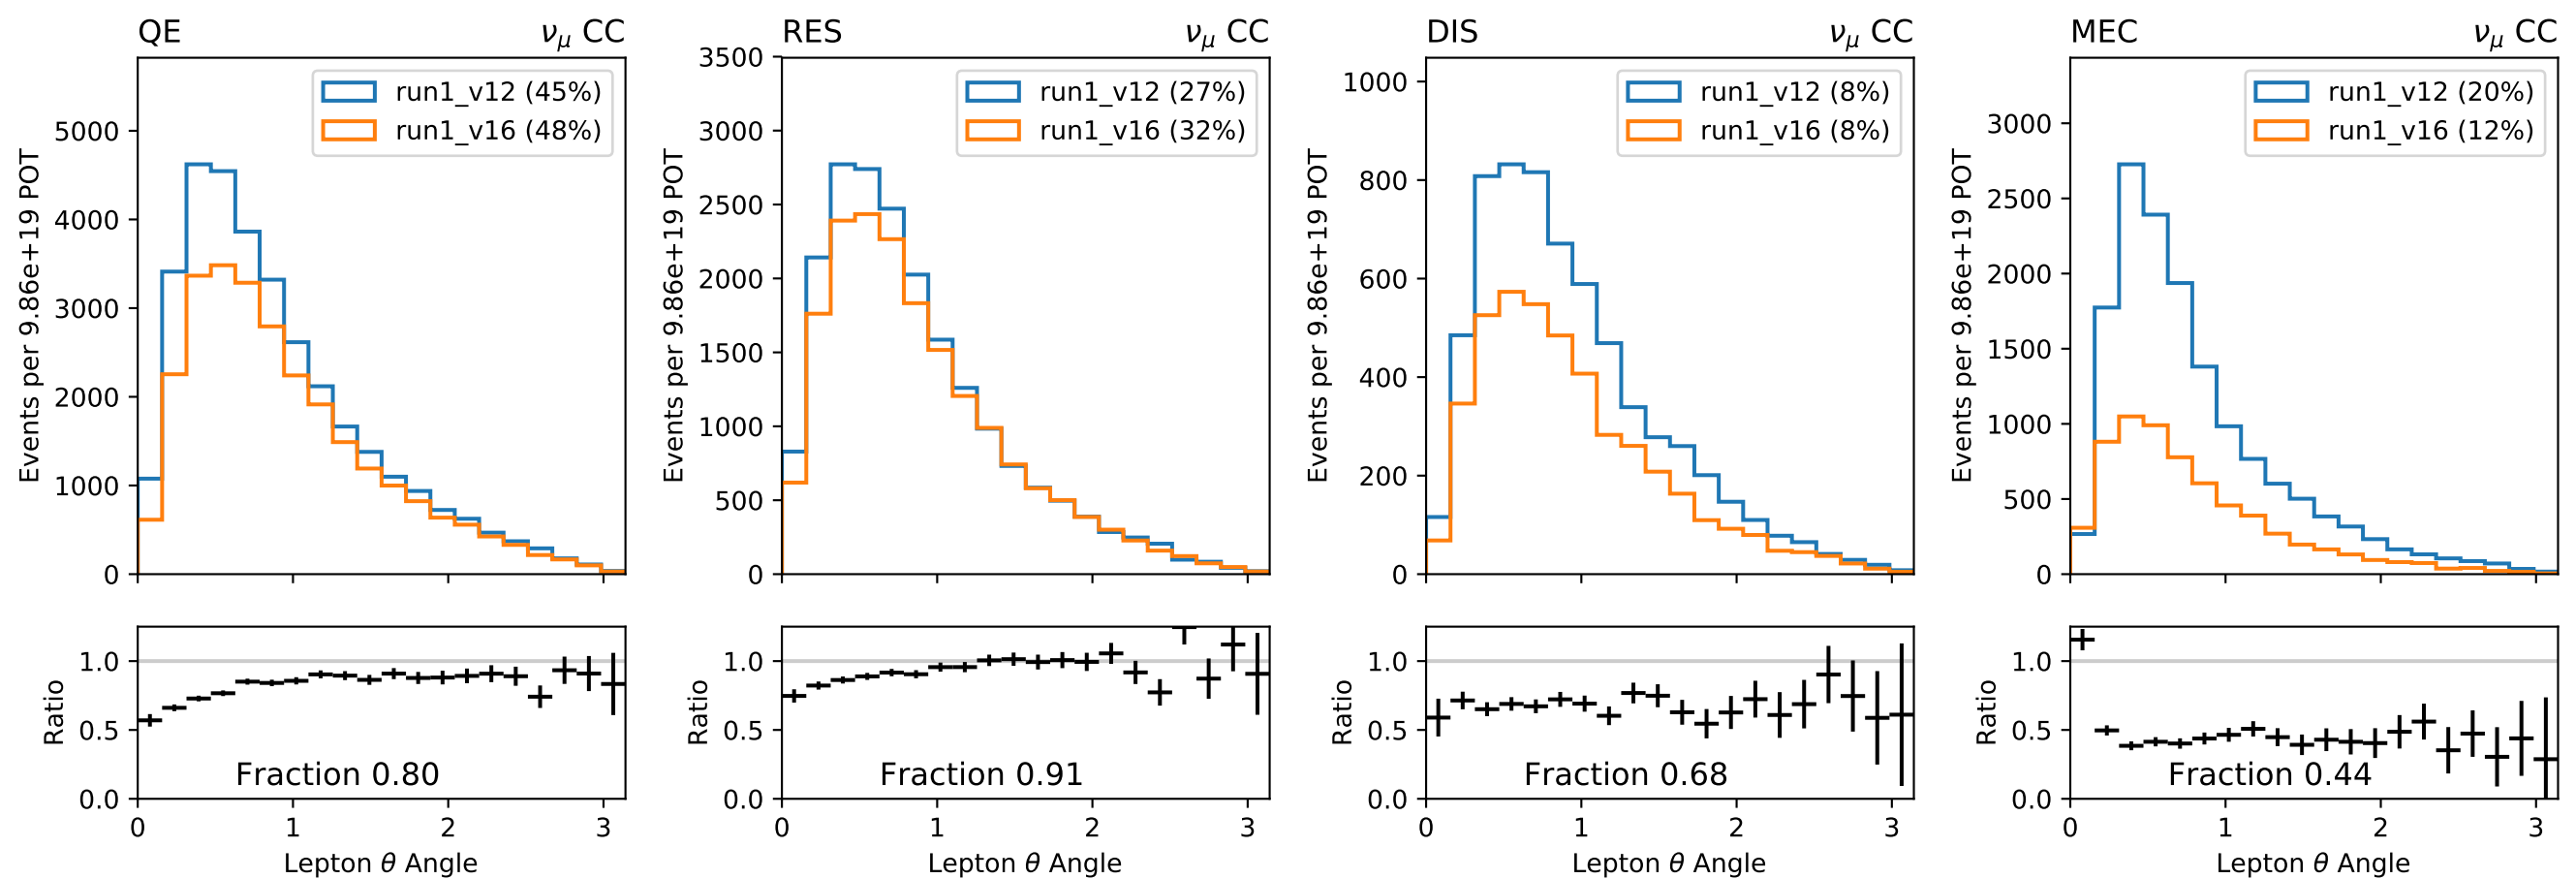 QE ν_μ CC
run1_v12 (45%)
run1_v16 (48%)
Events per 9.86e+19 POT
5000
4000
3000
2000
1000
0
Ratio
1.0
0.5
0.0
Fraction 0.80
0 1 2 3
Lepton θ Angle
RES ν_μ CC
run1_v12 (27%)
run1_v16 (32%)
Events per 9.86e+19 POT
3500
3000
2500
2000
1500
1000
500
0
Ratio
1.0
0.5
0.0
Fraction 0.91
0 1 2 3
Lepton θ Angle
DIS ν_μ CC
run1_v12 (8%)
run1_v16 (8%)
Events per 9.86e+19 POT
1000
800
600
400
200
0
Ratio
1.0
0.5
0.0
Fraction 0.68
0 1 2 3
Lepton θ Angle
MEC ν_μ CC
run1_v12 (20%)
run1_v16 (12%)
Events per 9.86e+19 POT
3000
2500
2000
1500
1000
500
0
Ratio
1.0
0.5
0.0
Fraction 0.44
0 1 2 3
Lepton θ Angle